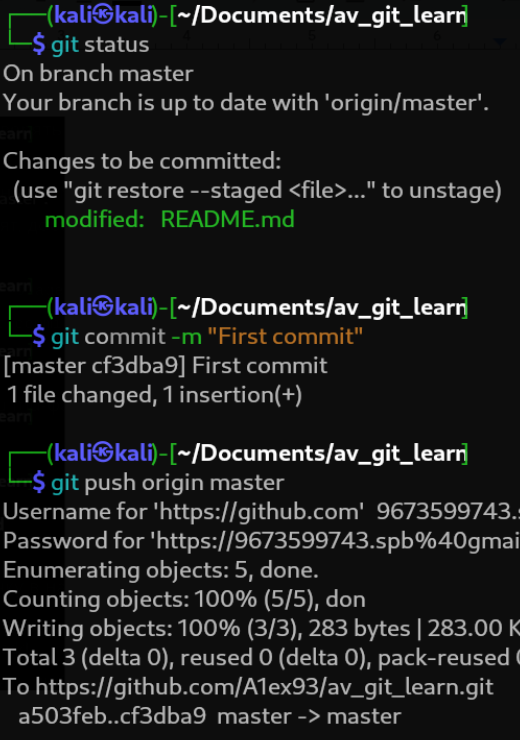 (kali㉿kali)-[~/Documents/av_git_learn]
$ git status
On branch master
Your branch is up to date with 'origin/master'.
Changes to be committed:
(use "git restore --staged <file>..." to unstage)
modified: README.md
(kali㉿kali)-[~/Documents/av_git_learn]
$ git commit -m "First commit"
[master cf3dba9] First commit
1 file changed, 1 insertion(+)
(kali㉿kali)-[~/Documents/av_git_learn]
$ git push origin master
Username for 'https://github.com' 9673599743.s
Password for 'https://9673599743.spb%40gmai
Enumerating objects: 5, done.
Counting objects: 100% (5/5), don
Writing objects: 100% (3/3), 283 bytes | 283.00 K
Total 3 (delta 0), reused 0 (delta 0), pack-reused 0
To https://github.com/A1ex93/av_git_learn.git
a503feb..cf3dba9 master -> master